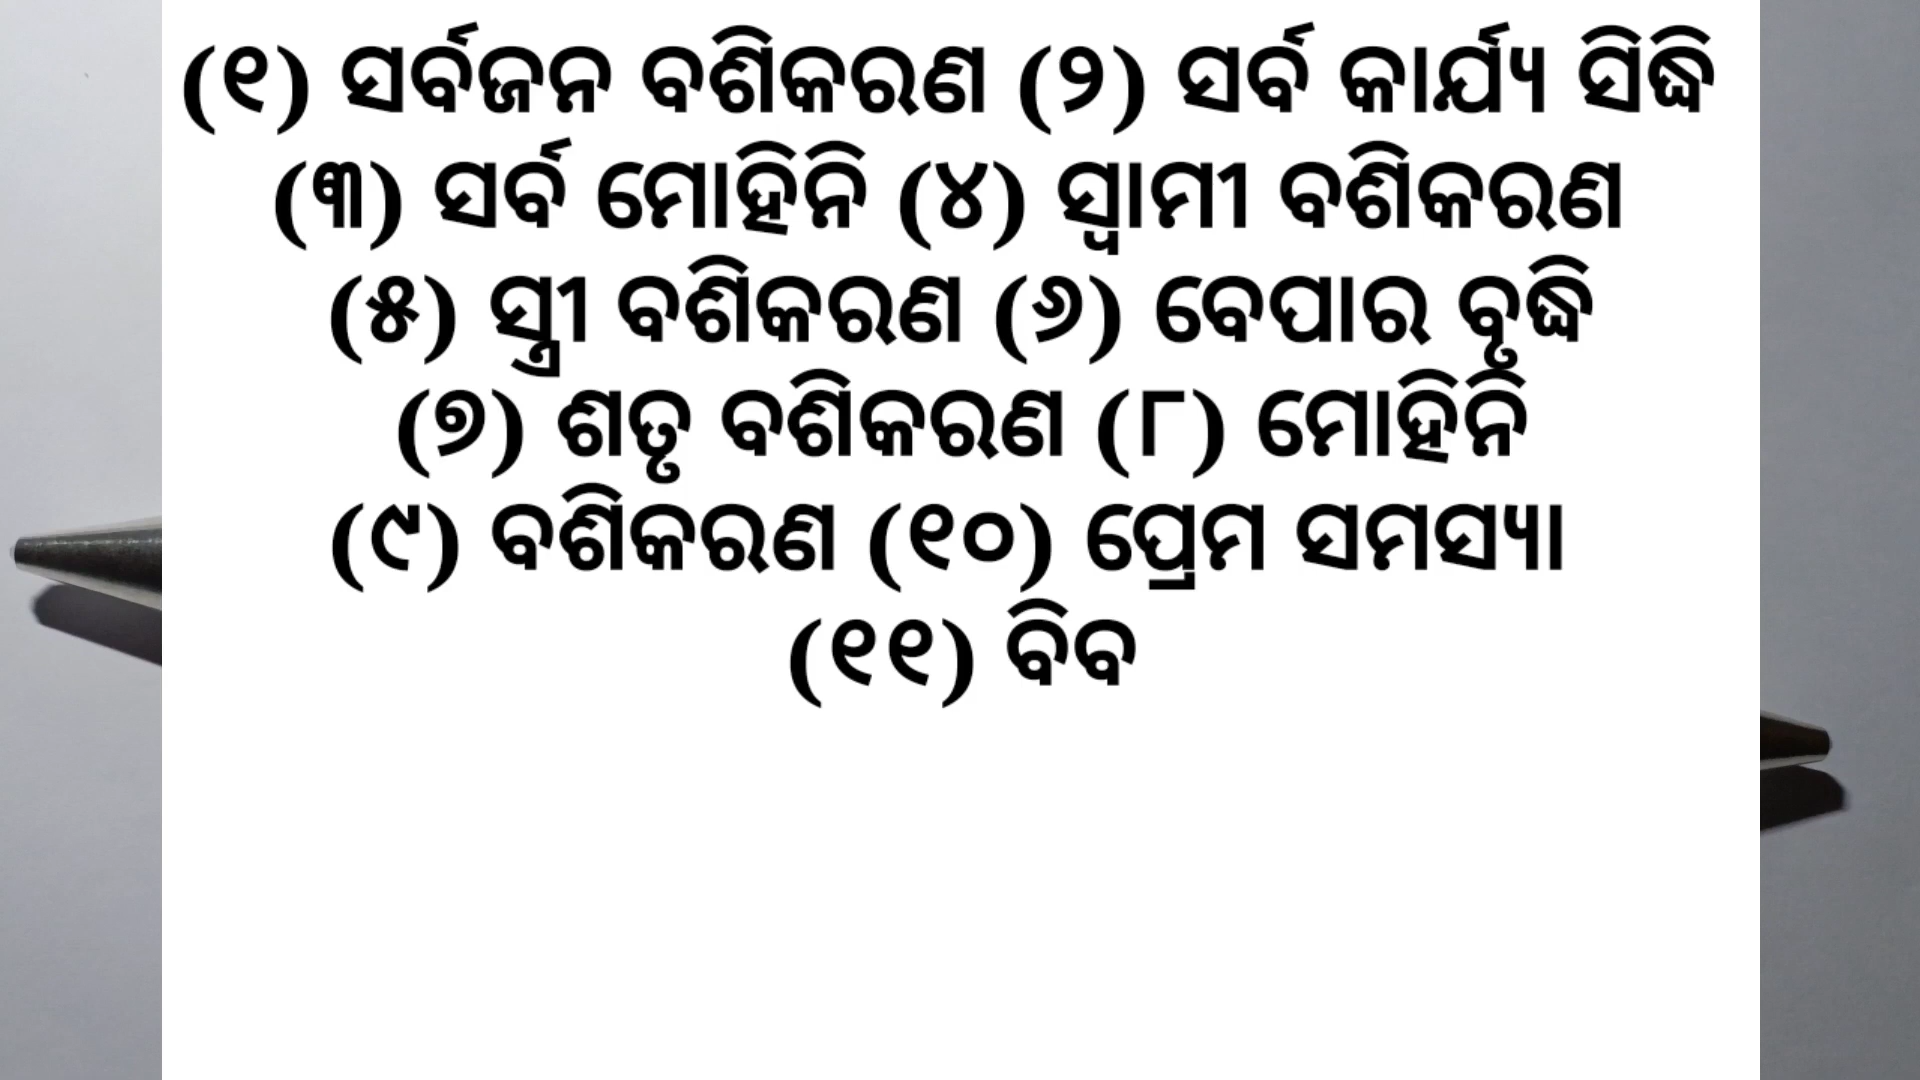 (୧) ସର୍ବଜନ ବଶିକରଣ (୨) ସର୍ବ କାର୍ଯ୍ୟ ସିଦ୍ଧି
(୩) ସର୍ବ ମୋହିନି (୪) ସ୍ୱାମୀ ବଶିକରଣ
(୫) ସ୍ତ୍ରୀ ବଶିକରଣ (୬) ବେପାର ବୃଦ୍ଧି
(୭) ଶତୃ ବଶିକରଣ (୮) ମୋହିନି
(୯) ବଶିକରଣ (୧୦) ପ୍ରେମ ସମସ୍ୟା
(୧୧) ବିବ